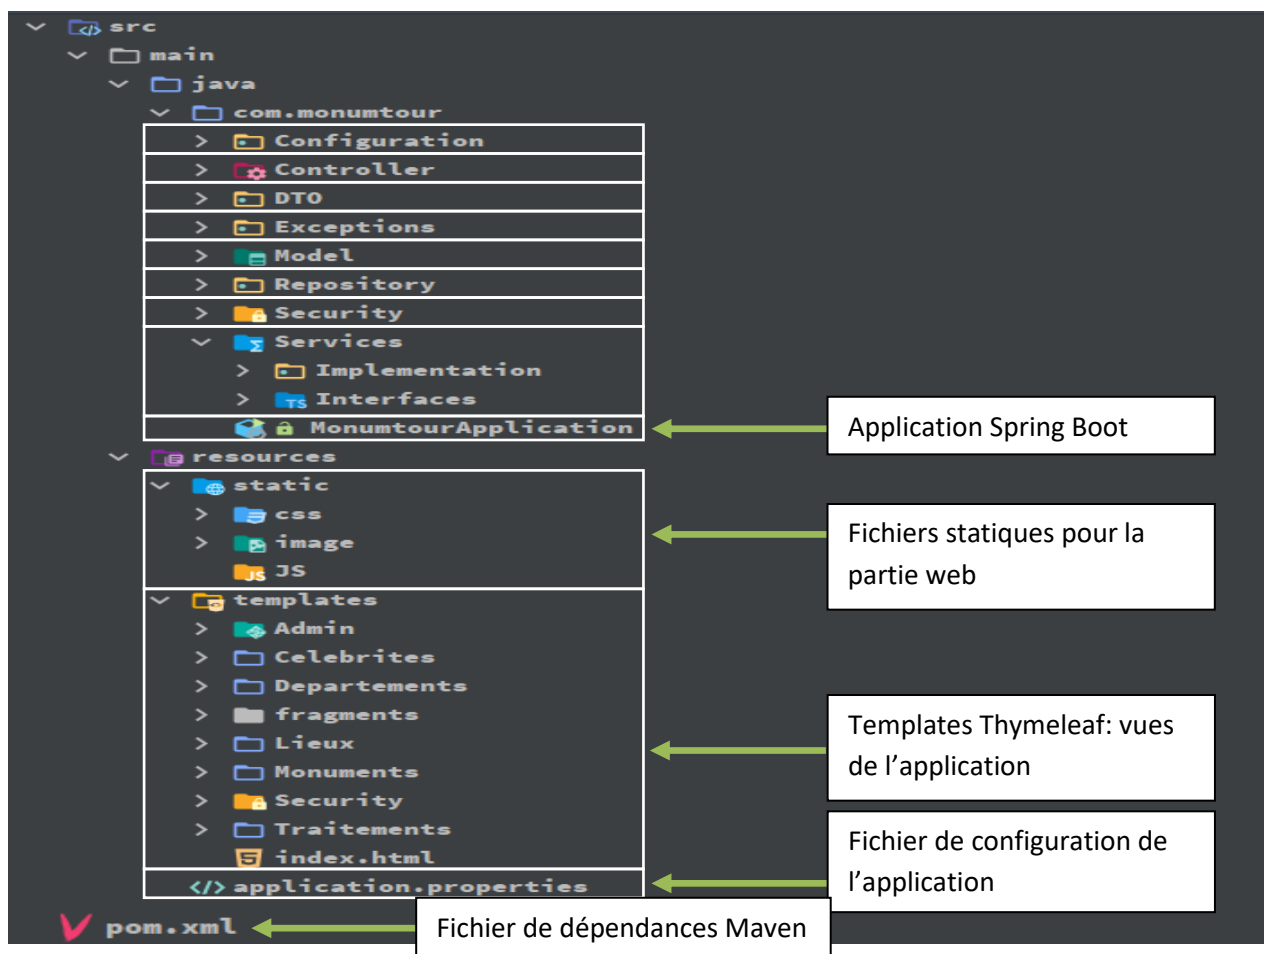 src
main
java
com.monumtour
Configuration
Controller
DTO
Exceptions
Model
Repository
Security
Services
Implementation
TS Interfaces
MonumtourApplication
Application Spring Boot
resources
static
css
image
JS JS
Fichiers statiques pour la
partie web
templates
Admin
Celebrites
Departements
fragments
Lieux
Monuments
Security
Traitements
5 index.html
Templates Thymeleaf: vues
de l’application
</> application.properties
Fichier de configuration de
l’application
pom.xml
Fichier de dépendances Maven